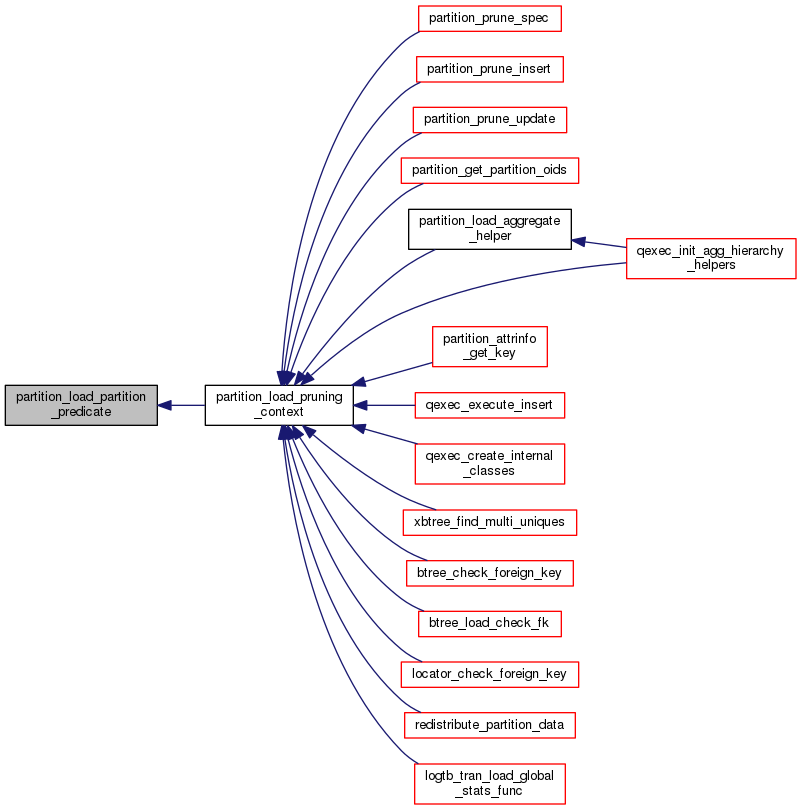 partition_prune_spec
partition_prune_insert
partition_prune_update
partition_get_partition_oids
partition_load_aggregate
_helper
qexec_init_agg_hierarchy
_helpers
partition_attrinfo
_get_key
partition_load_partition
_predicate
partition_load_pruning
_context
qexec_execute_insert
qexec_create_internal
_classes
xbtree_find_multi_uniques
btree_check_foreign_key
btree_load_check_fk
locator_check_foreign_key
redistribute_partition_data
logtb_tran_load_global
_stats_func